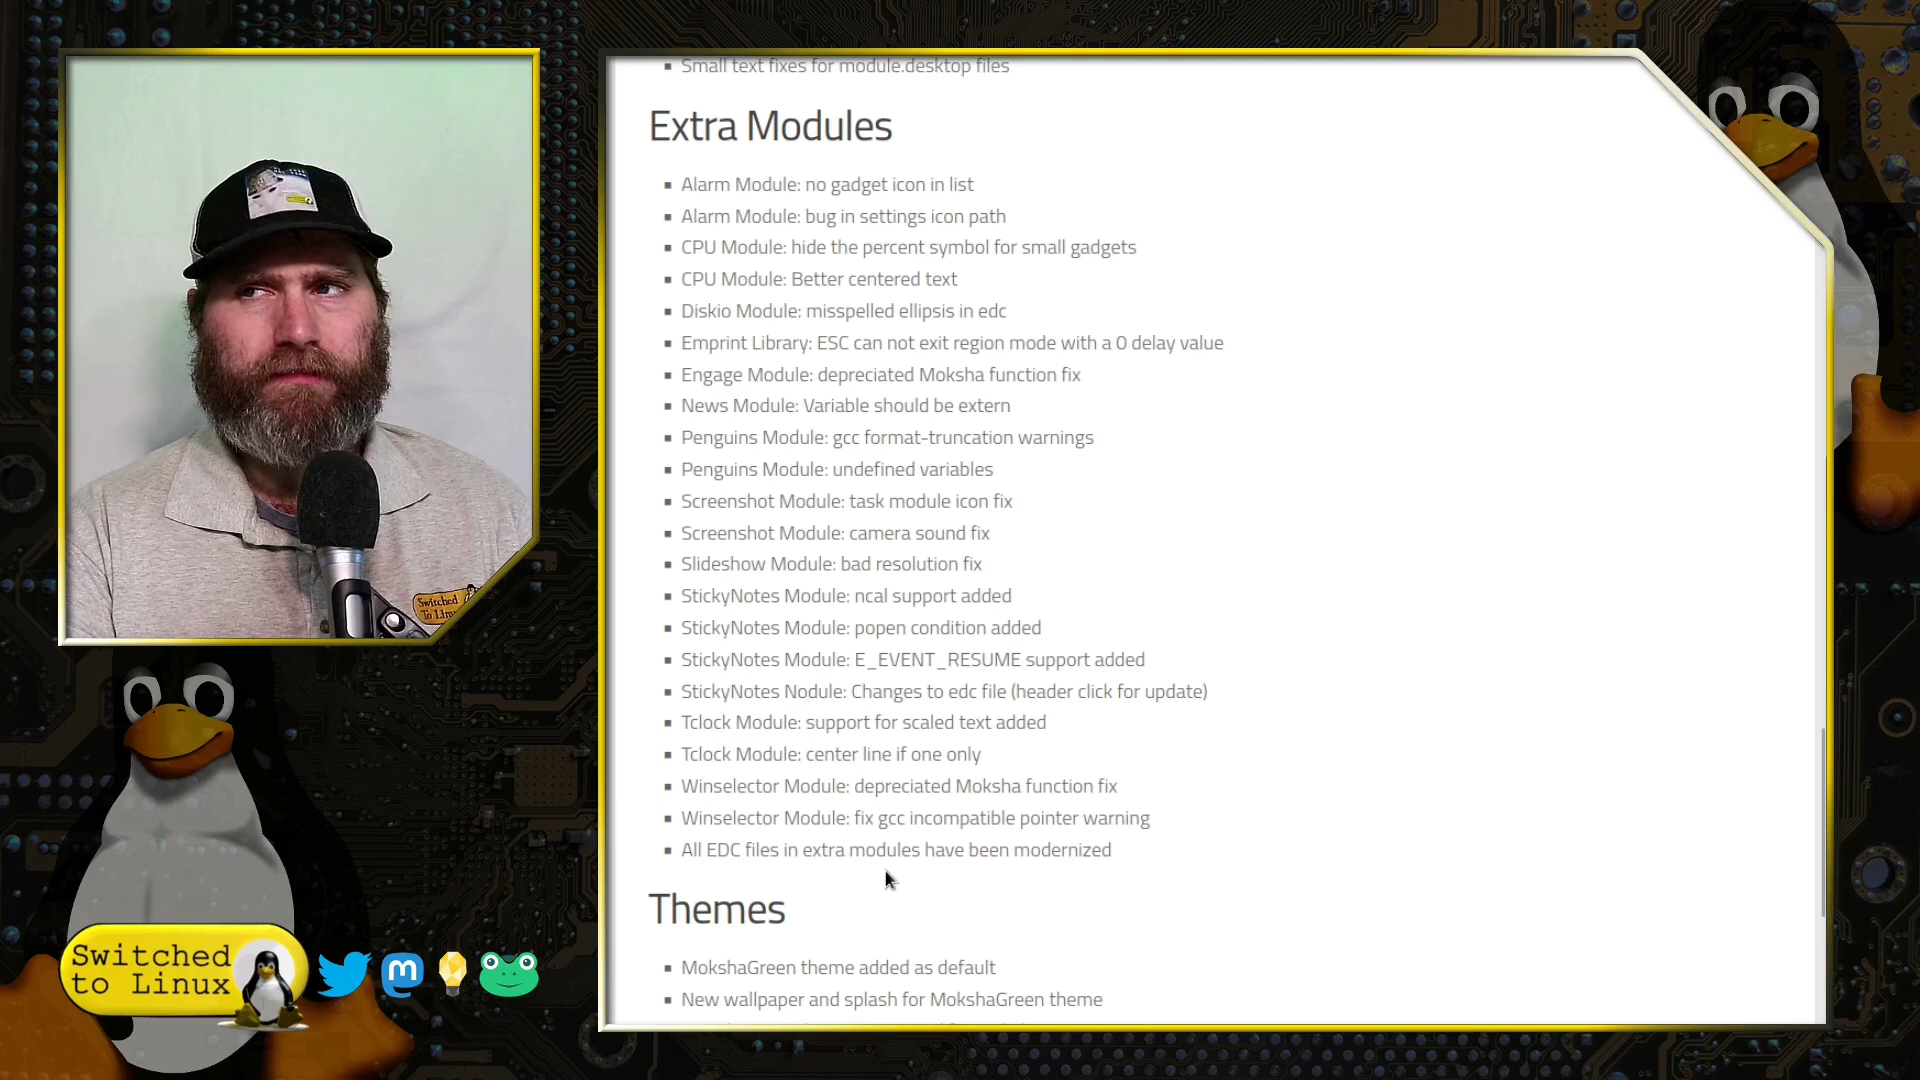 Small text fixes for module.desktop files
Extra Modules
Alarm Module: no gadget icon in list
Alarm Module: bug in settings icon path
CPU Module: hide the percent symbol for small gadgets
CPU Module: Better centered text
Diskio Module: misspelled ellipsis in edc
Emprint Library: ESC can not exit region mode with a 0 delay value
Engage Module: depreciated Moksha function fix
News Module: Variable should be extern
Penguins Module: gcc format-truncation warnings
Penguins Module: undefined variables
Screenshot Module: task module icon fix
Screenshot Module: camera sound fix
Slideshow Module: bad resolution fix
StickyNotes Module: ncal support added
StickyNotes Module: popen condition added
StickyNotes Module: E_EVENT_RESUME support added
StickyNotes Nodule: Changes to edc file (header click for update)
Tclock Module: support for scaled text added
Tclock Module: center line if one only
Winselector Module: depreciated Moksha function fix
Winselector Module: fix gcc incompatible pointer warning
All EDC files in extra modules have been modernized
Themes
MokshaGreen theme added as default
New wallpaper and splash for MokshaGreen theme
Switched
To
Switched
to Linux